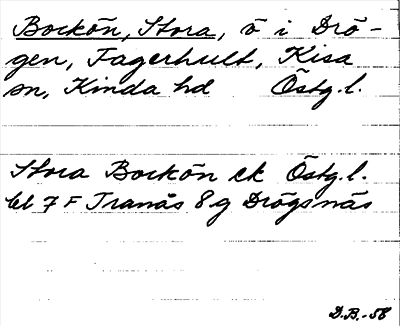 Bockön, Stora, ö i Drö-
gen, Fagerhult, Kisa
sn, Kinda hd Östg.l.
Stora Bockön ek Östg.l.
bl 7 F Tranås 8 g Drögsnäs
D.B.-58